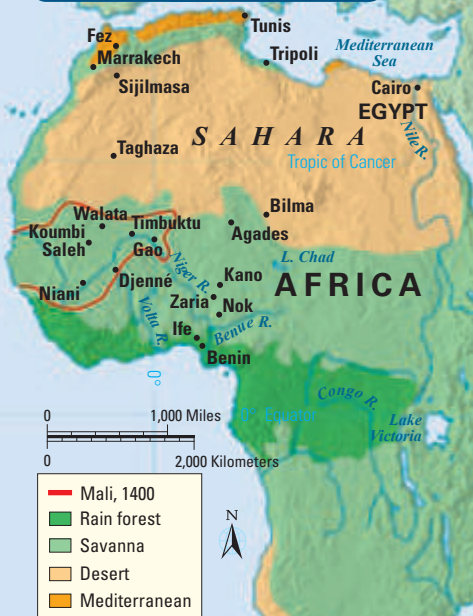 Tunis
Fez
Marrakech
Sijilmasa
Tripoli
Mediterranean
Sea
Cairo
EGYPT
Nile R.
SAHARA
Taghaza
Tropic of Cancer
Bilma
Walata
Timbuktu
Koumbi
Saleh
Gao
Agades
L. Chad
AFRICA
Niger R.
Kano
Niani
Djenné
Zaria
Nok
Volta R.
Ife
Benue R.
Benin
0°
0° Equator
Congo R.
Lake
Victoria
0 1,000 Miles
0 2,000 Kilometers
N
Mali, 1400
Rain forest
Savanna
Desert
Mediterranean